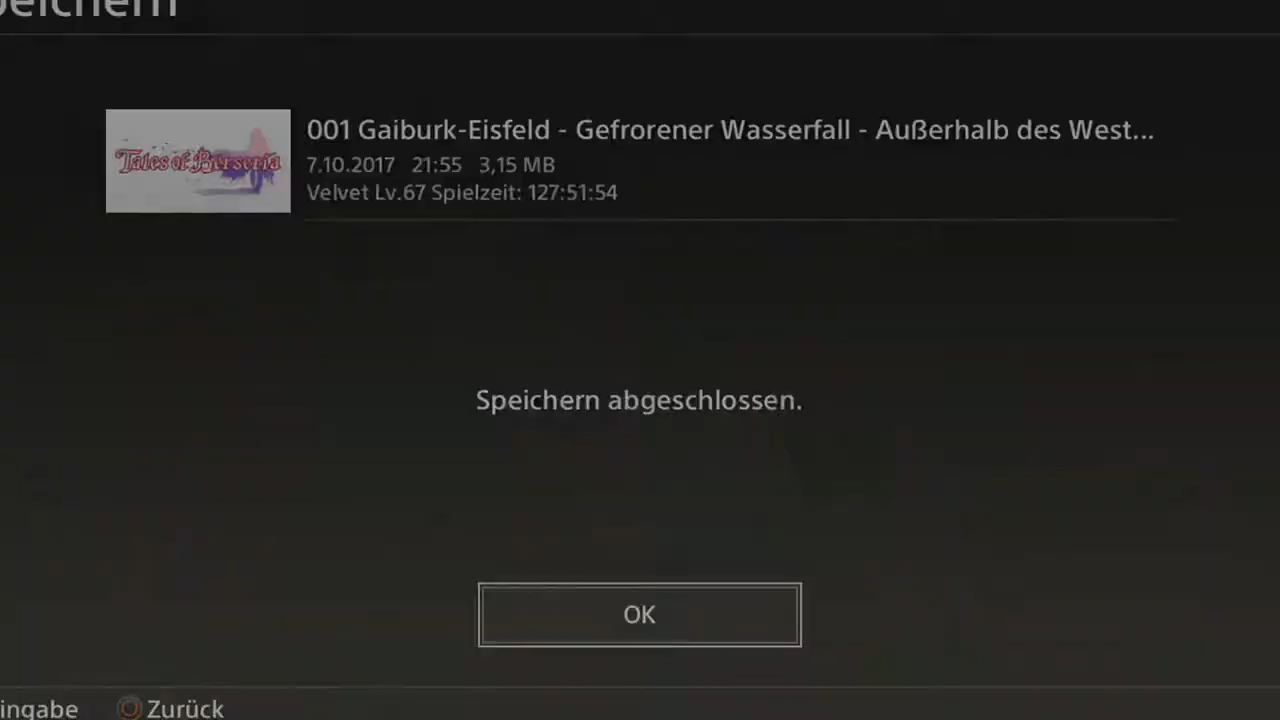 Speichern
Tales of Berseria
001 Gaiburk-Eisfeld - Gefrorener Wasserfall - Außerhalb des West...
7.10.2017 21:55 3,15 MB
Velvet Lv.67 Spielzeit: 127:51:54
Speichern abgeschlossen.
OK
ingabe Zurück